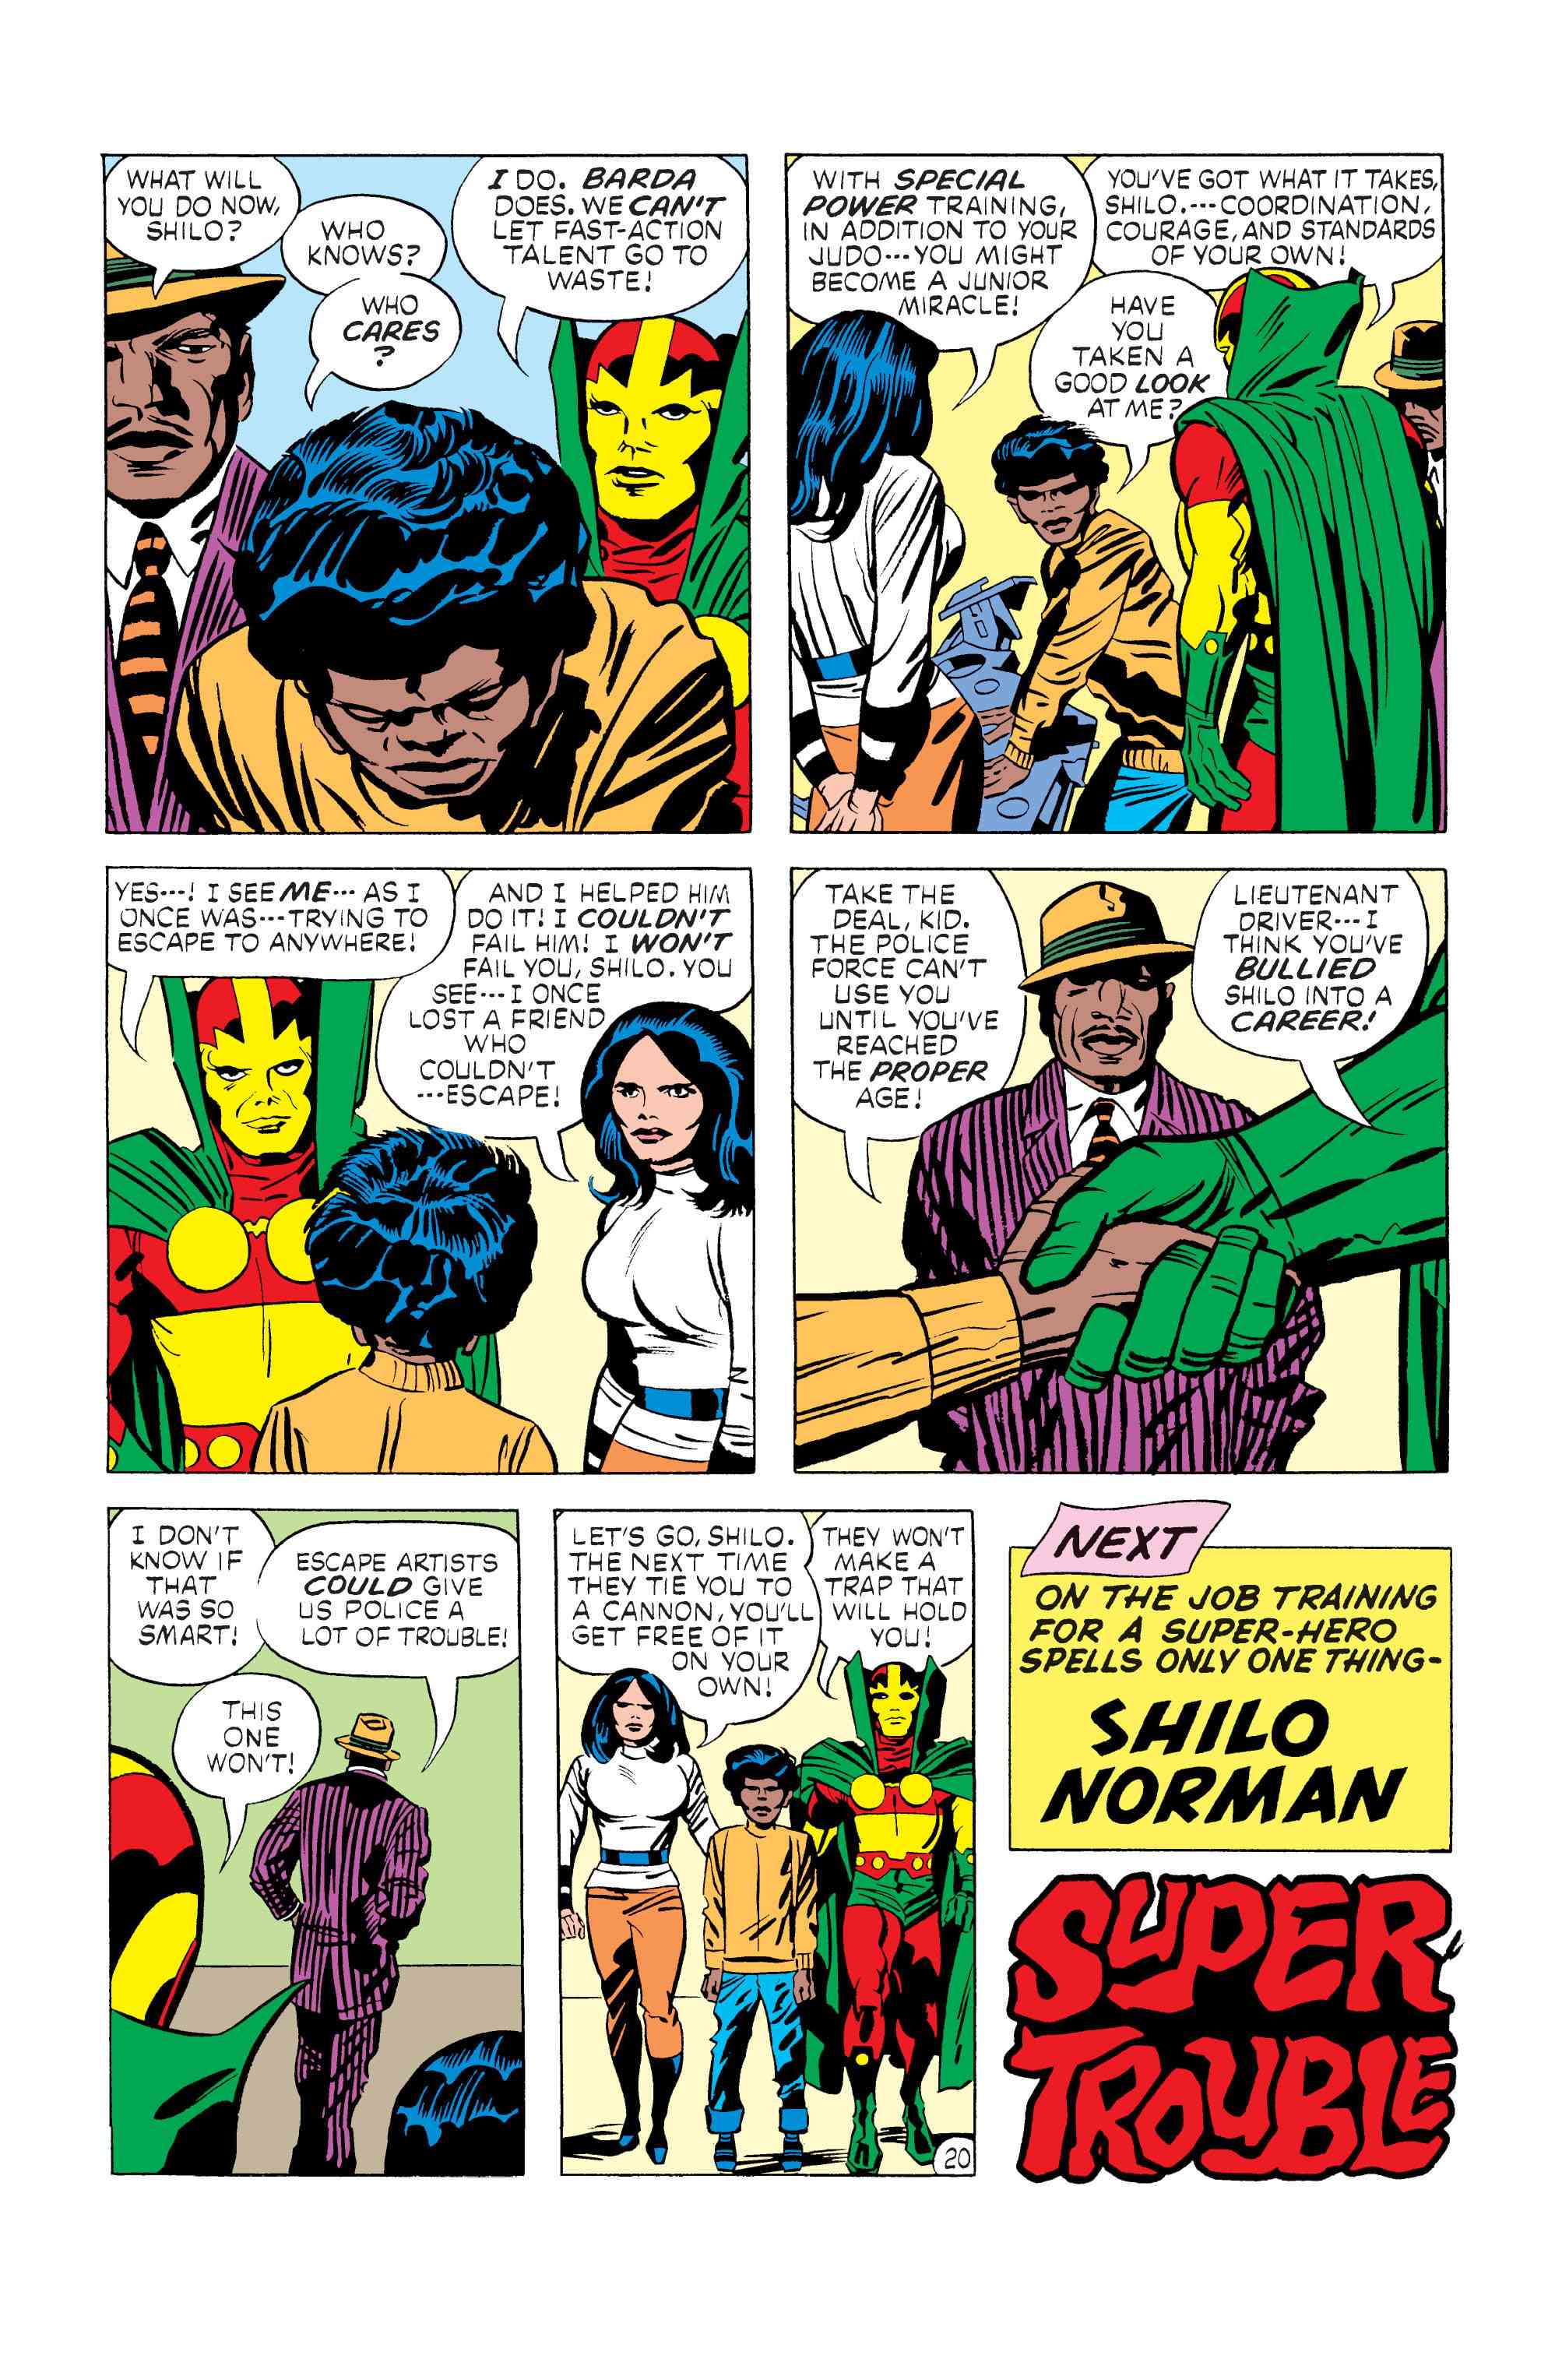 WHAT WILL
YOU DO NOW,
SHILO?
WHO
KNOWS?
WHO
CARES
?
I DO. BARDA
DOES. WE CAN'T
LET FAST-ACTION
TALENT GO TO
WASTE!
WITH SPECIAL
POWER TRAINING,
IN ADDITION TO YOUR
JUDO---YOU MIGHT
BECOME A JUNIOR
MIRACLE!
HAVE
YOU
TAKEN A
GOOD LOOK
AT ME?
YOU'VE GOT WHAT IT TAKES,
SHILO.---COORDINATION,
COURAGE, AND STANDARDS
OF YOUR OWN!
YES---! I SEE ME--- AS I
ONCE WAS---TRYING TO
ESCAPE TO ANYWHERE!
AND I HELPED HIM
DO IT! I COULDN'T
FAIL HIM! I WON'T
FAIL YOU, SHILO. YOU
SEE---I ONCE
LOST A FRIEND
WHO
COULDN'T
---ESCAPE!
TAKE THE
DEAL, KID.
THE POLICE
FORCE CAN'T
USE YOU
UNTIL YOU'VE
REACHED
THE PROPER
AGE!
LIEUTENANT
DRIVER---I
THINK YOU'VE
BULLIED
SHILO INTO A
CAREER!
I DON'T
KNOW IF
THAT
WAS SO
SMART!
ESCAPE ARTISTS
COULD GIVE
US POLICE A
LOT OF TROUBLE!
THIS
ONE
WON'T!
LET'S GO, SHILO.
THE NEXT TIME
THEY TIE YOU TO
A CANNON, YOU'LL
GET FREE OF IT
ON YOUR
OWN!
THEY WON'T
MAKE A
TRAP THAT
WILL HOLD
YOU!
20
NEXT
ON THE JOB TRAINING
FOR A SUPER-HERO
SPELLS ONLY ONE THING-
SHILO
NORMAN
SUPER
TROUBLE